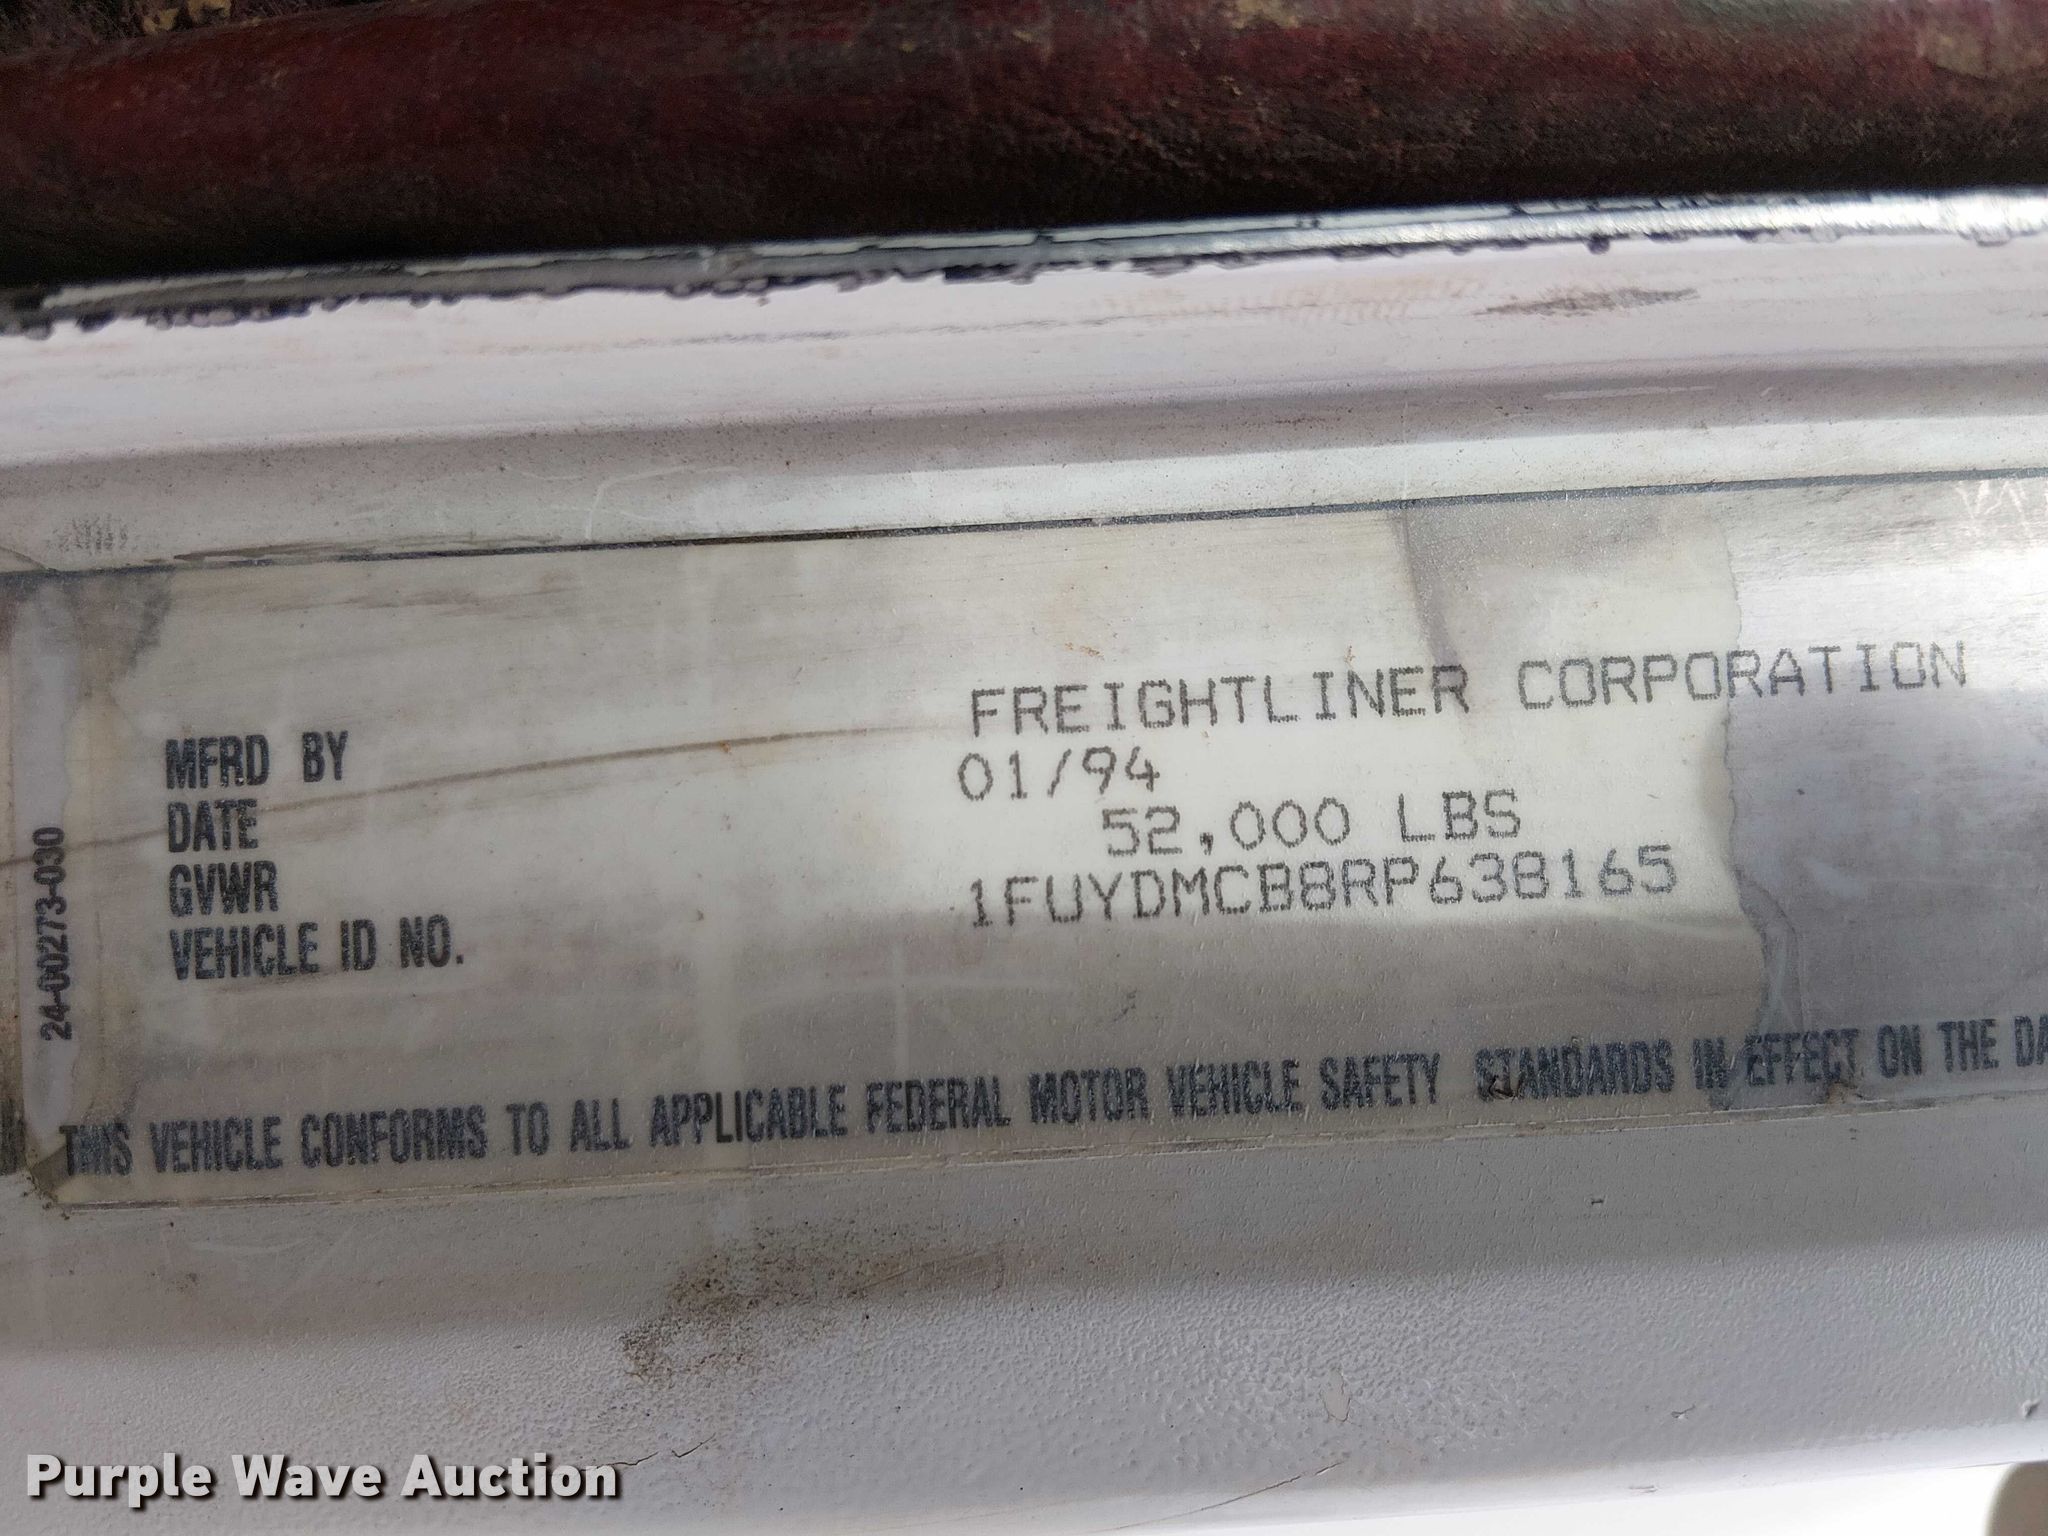 MFRD BY FREIGHTLINER CORPORATION
DATE 01/94
GVWR 52,000 LBS
VEHICLE ID NO. 1FUYDMCB8RP638165
THIS VEHICLE CONFORMS TO ALL APPLICABLE FEDERAL MOTOR VEHICLE SAFETY STANDARDS IN EFFECT ON THE DA
24-00273-030
Purple Wave Auction